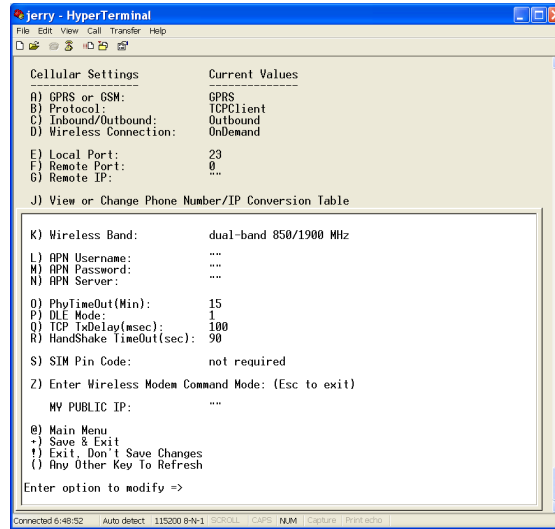 jerry - HyperTerminal
File Edit View Call Transfer Help
Cellular Settings Current Values
----------------- --------------
A) GPRS or GSM: GPRS
B) Protocol: TCPClient
C) Inbound/Outbound: Outbound
D) Wireless Connection: OnDemand
E) Local Port: 23
F) Remote Port: 0
G) Remote IP: ""
J) View or Change Phone Number/IP Conversion Table
K) Wireless Band: dual-band 850/1900 MHz
L) APN Username: ""
M) APN Password: ""
N) APN Server: ""
O) PhyTimeOut(Min): 15
P) DLE Mode: 1
Q) TCP TxDelay(msec): 100
R) HandShake TimeOut(sec): 90
S) SIM Pin Code: not required
Z) Enter Wireless Modem Command Mode: (Esc to exit)
MY PUBLIC IP: ""
@) Main Menu
+) Save & Exit
!) Exit, Don't Save Changes
() Any Other Key To Refresh
Enter option to modify =>
Connected 6:48:52 Auto detect 115200 8-N-1 SCROLL CAPS NUM Capture Print echo